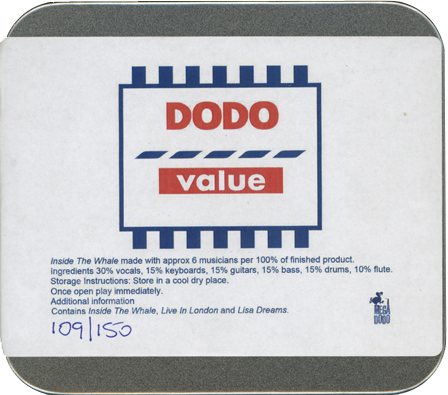 DODO
value
Inside The Whale made with approx 6 musicians per 100% of finished product.
Ingredients 30% vocals, 15% keyboards, 15% guitars, 15% bass, 15% drums, 10% flute.
Storage Instructions: Store in a cool dry place.
Once open play immediately.
Additional information
Contains Inside The Whale, Live In London and Lisa Dreams.
109/150
MEGA
DODO